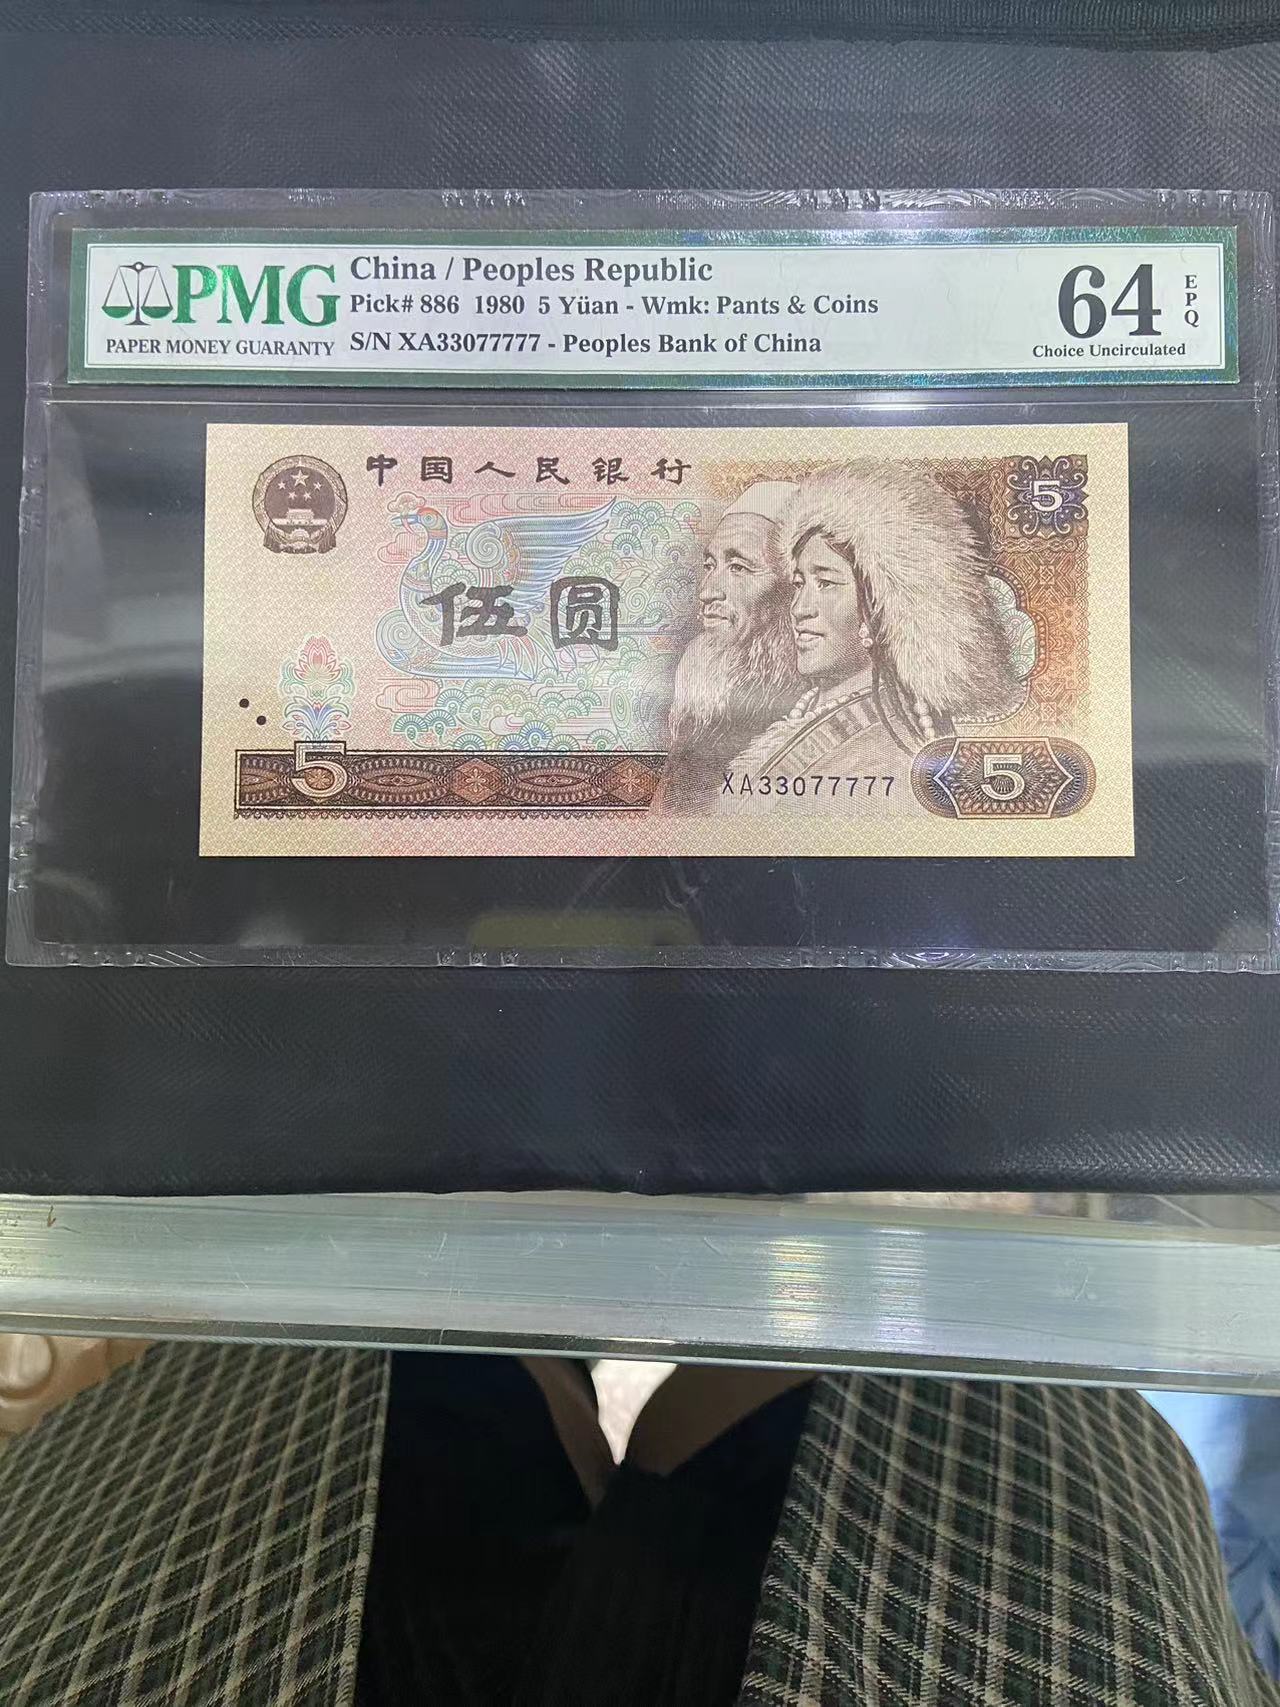 PMG
PAPER MONEY GUARANTY
China / Peoples Republic
Pick# 886 1980 5 Yüan - Wmk: Pants & Coins
S/N XA33077777 - Peoples Bank of China
64
EPQ
Choice Uncirculated
中国人民银行
5
伍圆
5
XA33077777
5